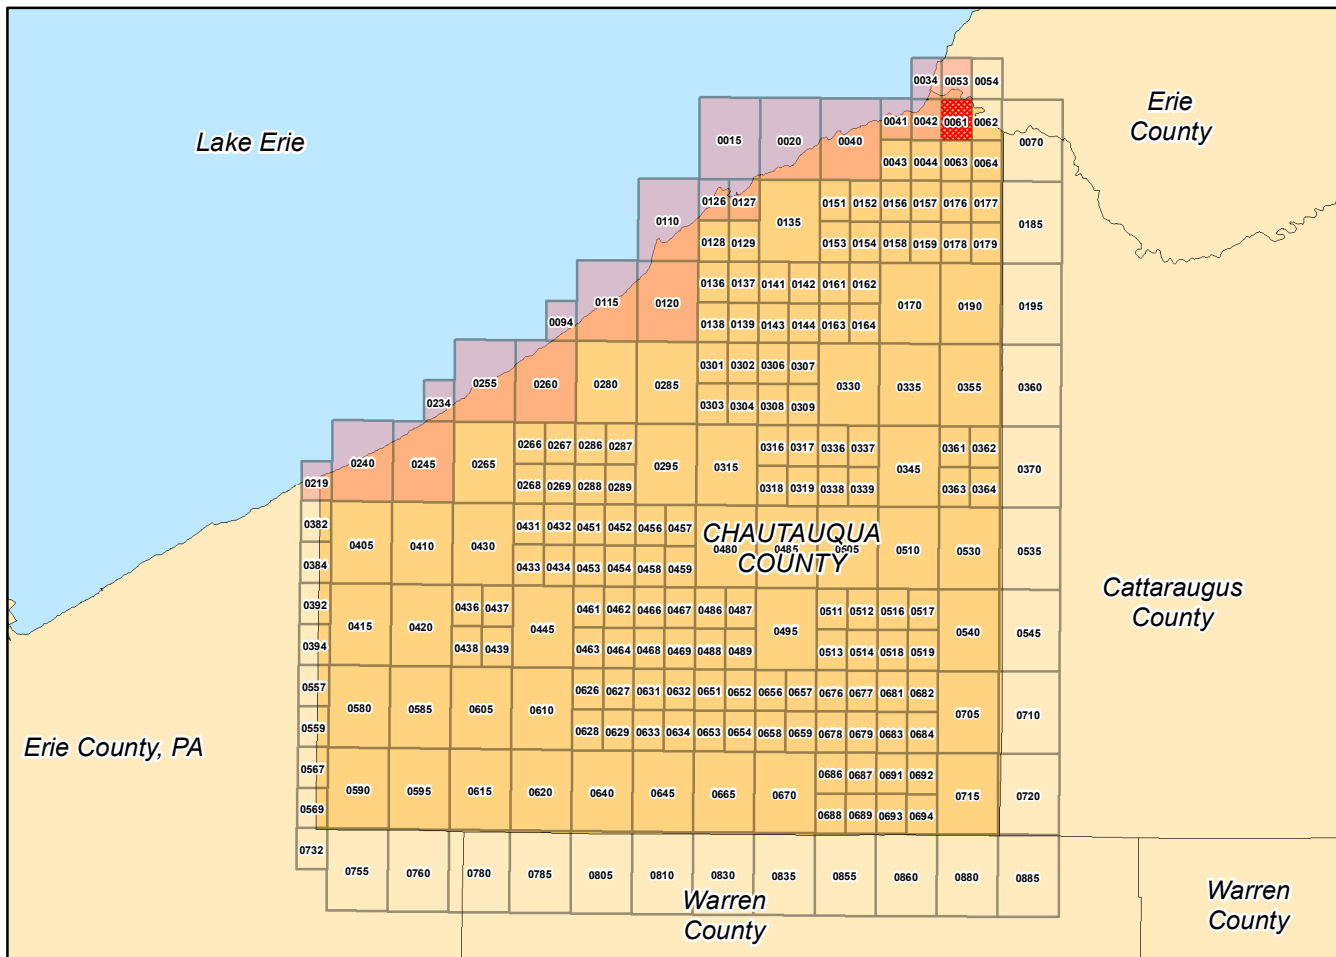 0034 0053 0054
Erie
County
Lake Erie
0015 0020 0040 0041 0042 0061 0062 0070
0043 0044 0063 0064
0110 0126 0127 0135 0151 0152 0156 0157 0176 0177 0185
0128 0129 0153 0154 0158 0159 0178 0179
0115 0120 0136 0137 0141 0142 0161 0162 0170 0190 0195
0094 0138 0139 0143 0144 0163 0164
0255 0260 0280 0285 0301 0302 0306 0307 0330 0335 0355 0360
0234 0303 0304 0308 0309
0240 0245 0265 0266 0267 0286 0287 0295 0315 0316 0317 0336 0337 0345 0361 0362 0370
0219 0268 0269 0288 0289 0318 0319 0338 0339 0363 0364
0382 0405 0410 0430 0431 0432 0451 0452 0456 0457 0480 0485 0505 0510 0530 0535
CHAUTAUQUA
COUNTY
0384 0433 0434 0453 0454 0458 0459
Cattaraugus
County
0392 0415 0420 0436 0437 0445 0461 0462 0466 0467 0486 0487 0495 0511 0512 0516 0517 0540 0545
0394 0438 0439 0463 0464 0468 0469 0488 0489 0513 0514 0518 0519
0557 0580 0585 0605 0610 0626 0627 0631 0632 0651 0652 0656 0657 0676 0677 0681 0682 0705 0710
0559 0628 0629 0633 0634 0653 0654 0658 0659 0678 0679 0683 0684
Erie County, PA
0567 0590 0595 0615 0620 0640 0645 0665 0670 0686 0687 0691 0692 0715 0720
0569 0688 0689 0693 0694
0732 0755 0760 0780 0785 0805 0810 0830 0835 0855 0860 0880 0885
Warren
County
Warren
County